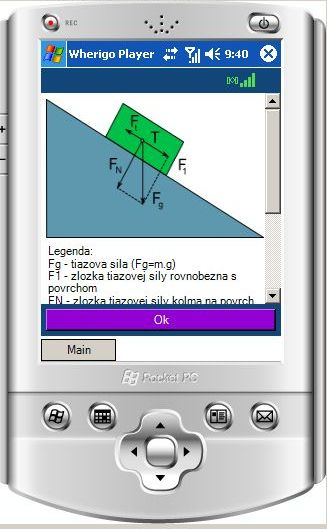 REC
Wherigo Player
9:40
Ft
T
FN
F1
Fg
Legenda:
Fg - tiazova sila (Fg=m.g)
F1 - zlozka tiazovej sily rovnobezna s
povrchom
FN - zlozka tiazovej sily kolma na povrch
Ok
Main
Pocket PC